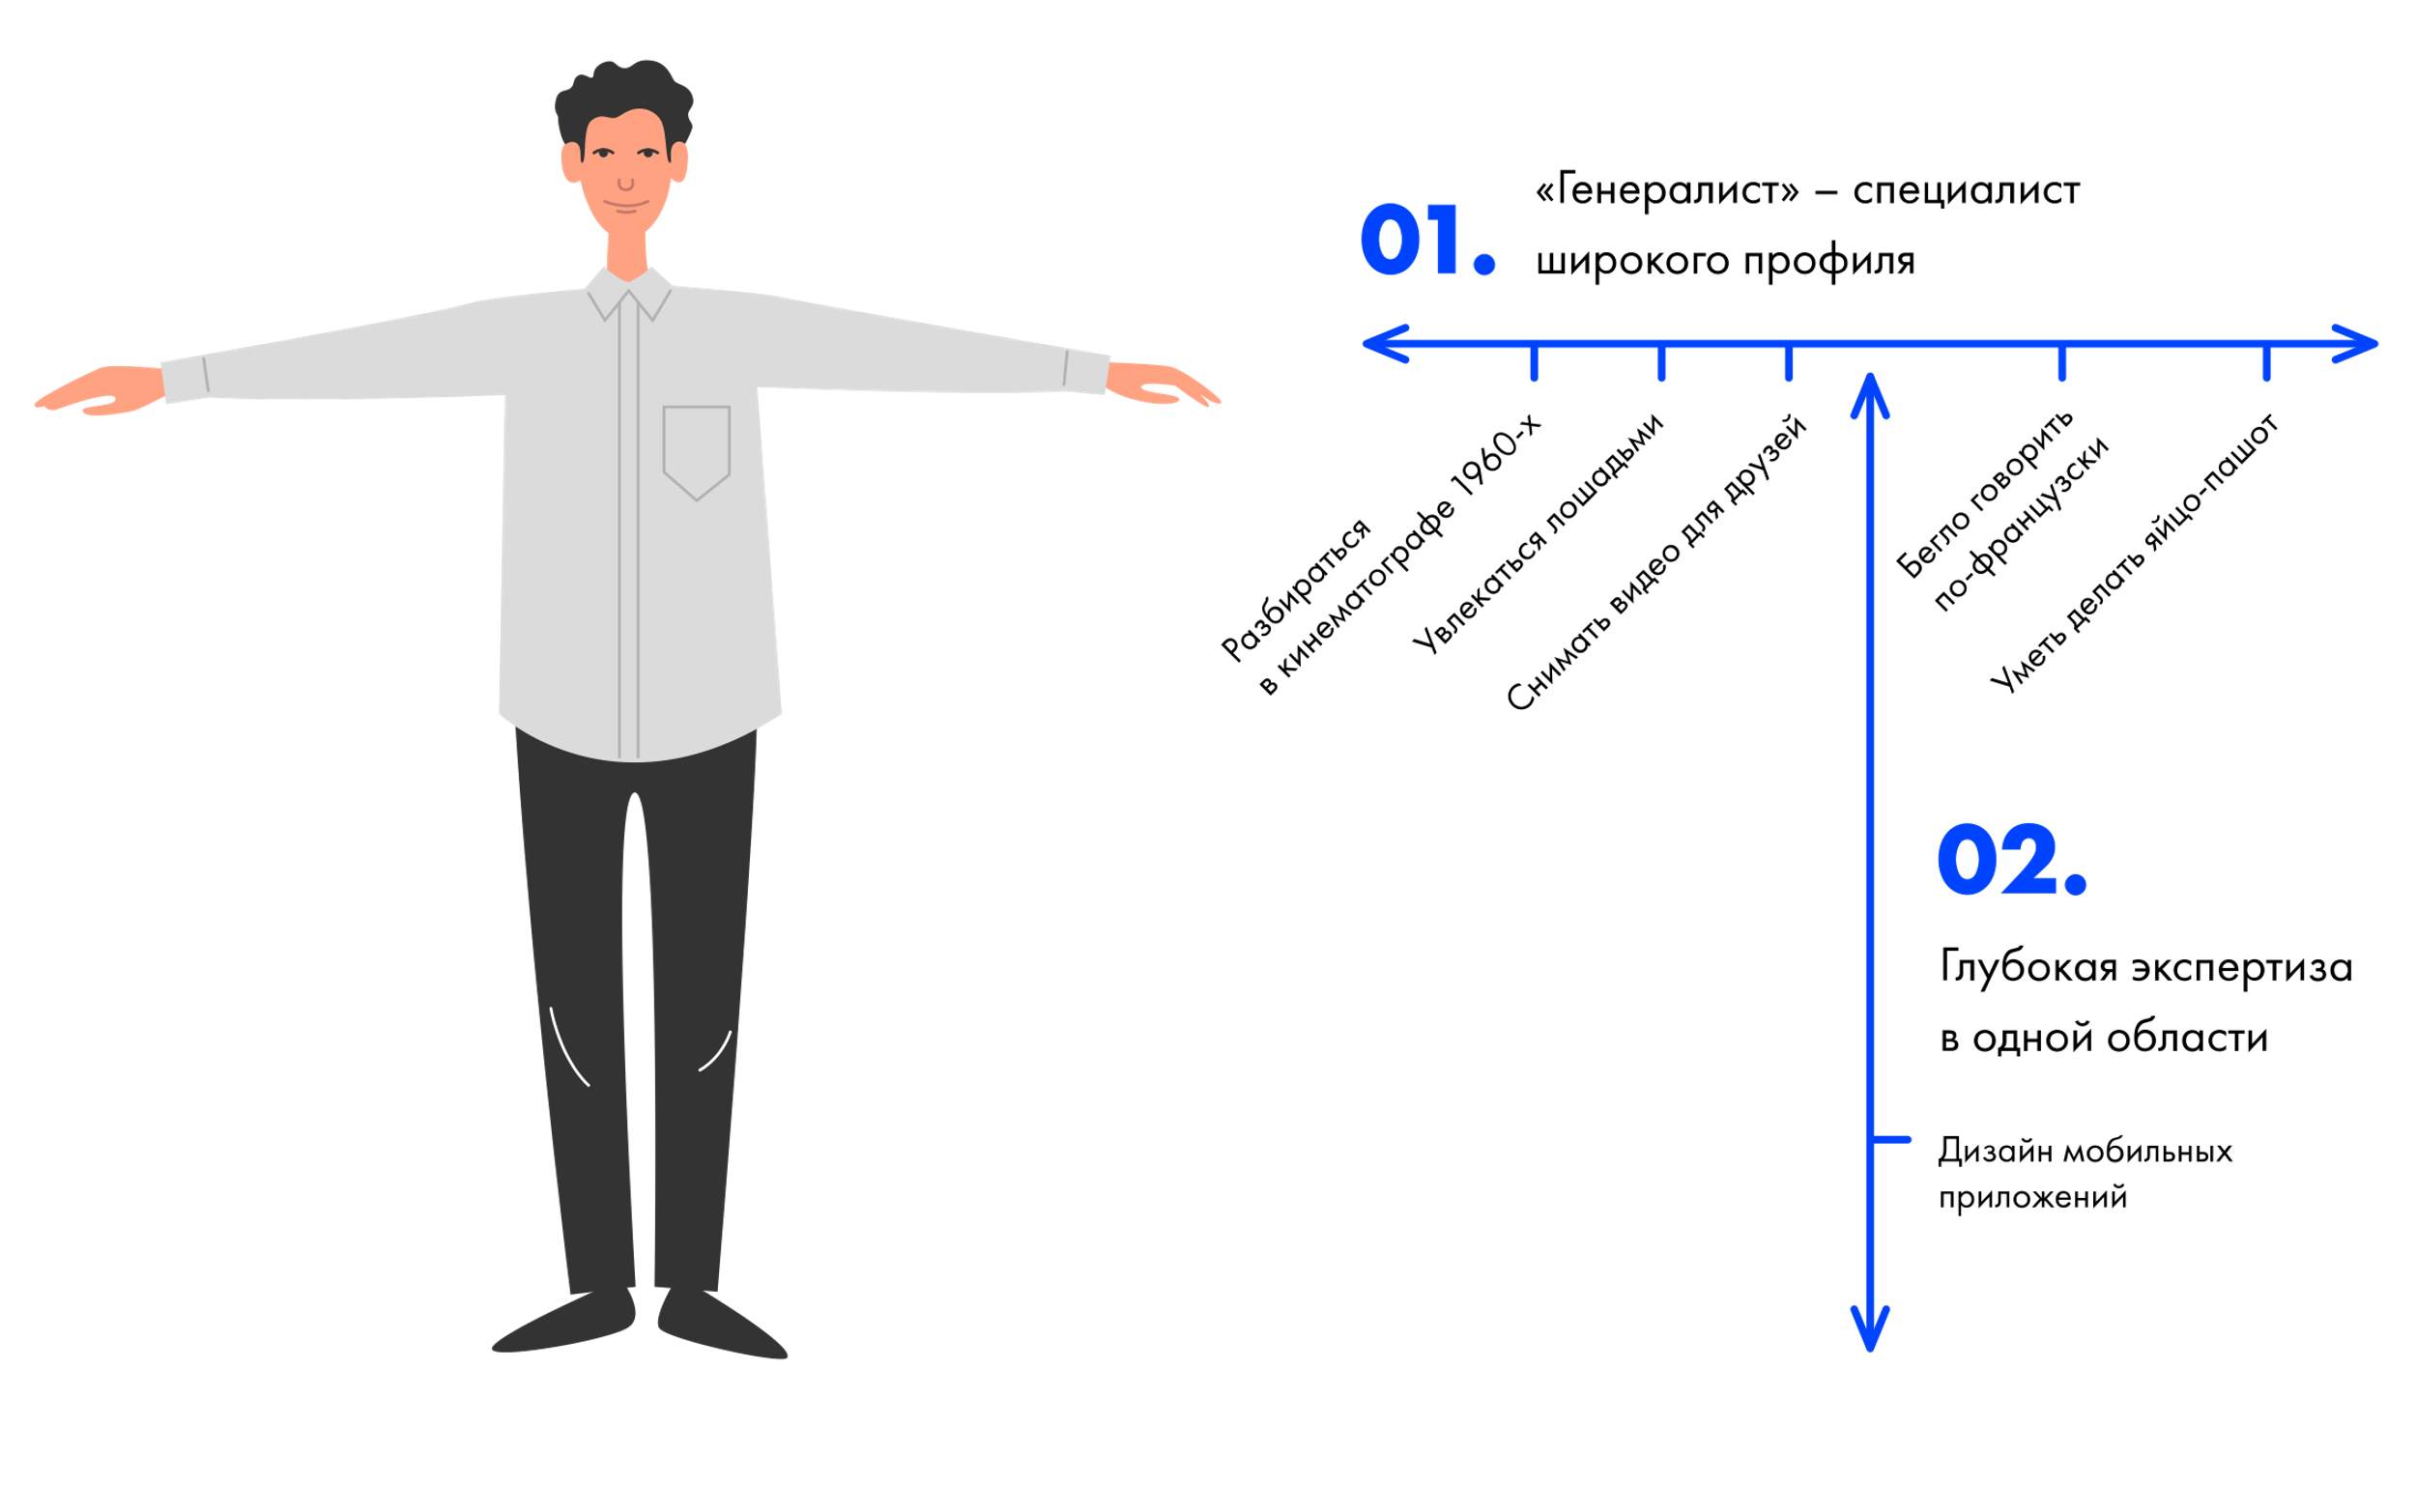 01.
«Генералист» – специалист
широкого профиля
Разбираться
в кинематографе 1960-х
Увлекаться лошадьми
Снимать видео для друзей
Бегло говорить
по-французски
Уметь делать яйцо-пашот
02.
Глубокая экспертиза
в одной области
Дизайн мобильных
приложений